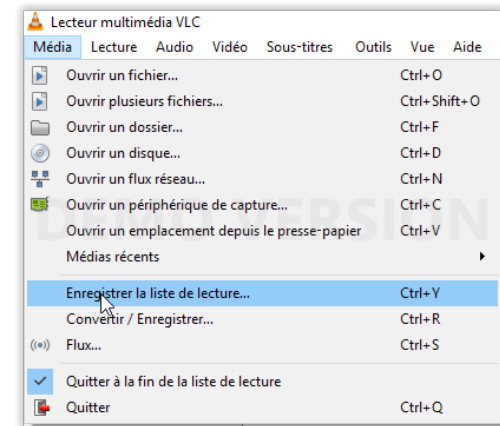 Lecteur multimédia VLC
Média Lecture Audio Vidéo Sous-titres Outils Vue Aide
Ouvrir un fichier... Ctrl+O
Ouvrir plusieurs fichiers... Ctrl+Shift+O
Ouvrir un dossier... Ctrl+F
Ouvrir un disque... Ctrl+D
Ouvrir un flux réseau... Ctrl+N
Ouvrir un périphérique de capture... Ctrl+C
DEMO VERSION
Ouvrir un emplacement depuis le presse-papier Ctrl+V
Médias récents
Enregistrer la liste de lecture... Ctrl+Y
Convertir / Enregistrer... Ctrl+R
Flux... Ctrl+S
Quitter à la fin de la liste de lecture
Quitter Ctrl+Q